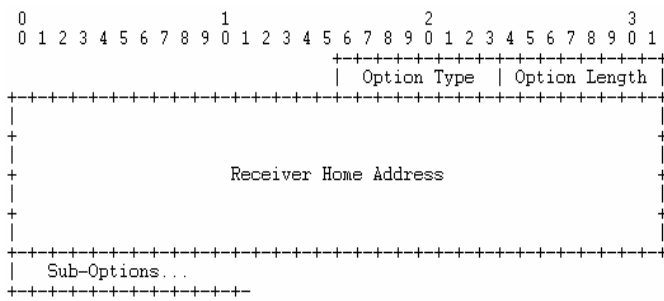 0                   1                   2                   3
 0 1 2 3 4 5 6 7 8 9 0 1 2 3 4 5 6 7 8 9 0 1 2 3 4 5 6 7 8 9 0 1
                                +-+-+-+-+-+-+-+-+-+-+-+-+-+-+-+-+
                                |  Option Type  | Option Length |
+-+-+-+-+-+-+-+-+-+-+-+-+-+-+-+-+-+-+-+-+-+-+-+-+-+-+-+-+-+-+-+-+
|                                                               |
+                                                               +
|                                                               |
+                     Receiver Home Address                     +
|                                                               |
+                                                               +
|                                                               |
+-+-+-+-+-+-+-+-+-+-+-+-+-+-+-+-+-+-+-+-+-+-+-+-+-+-+-+-+-+-+-+-+
|   Sub-Options...
+-+-+-+-+-+-+-+-+-+-+-+-